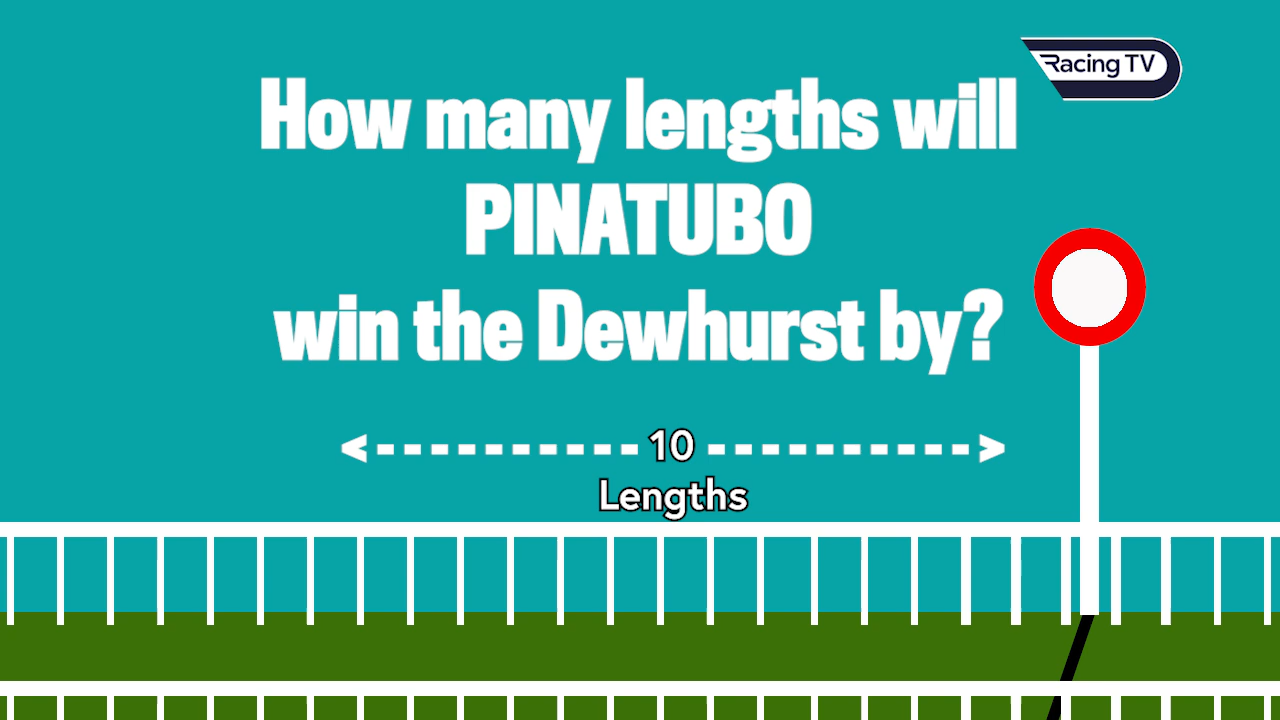 Racing TV
How many lengths will
PINATUBO
win the Dewhurst by?
<----------- 10 ----------->
Lengths